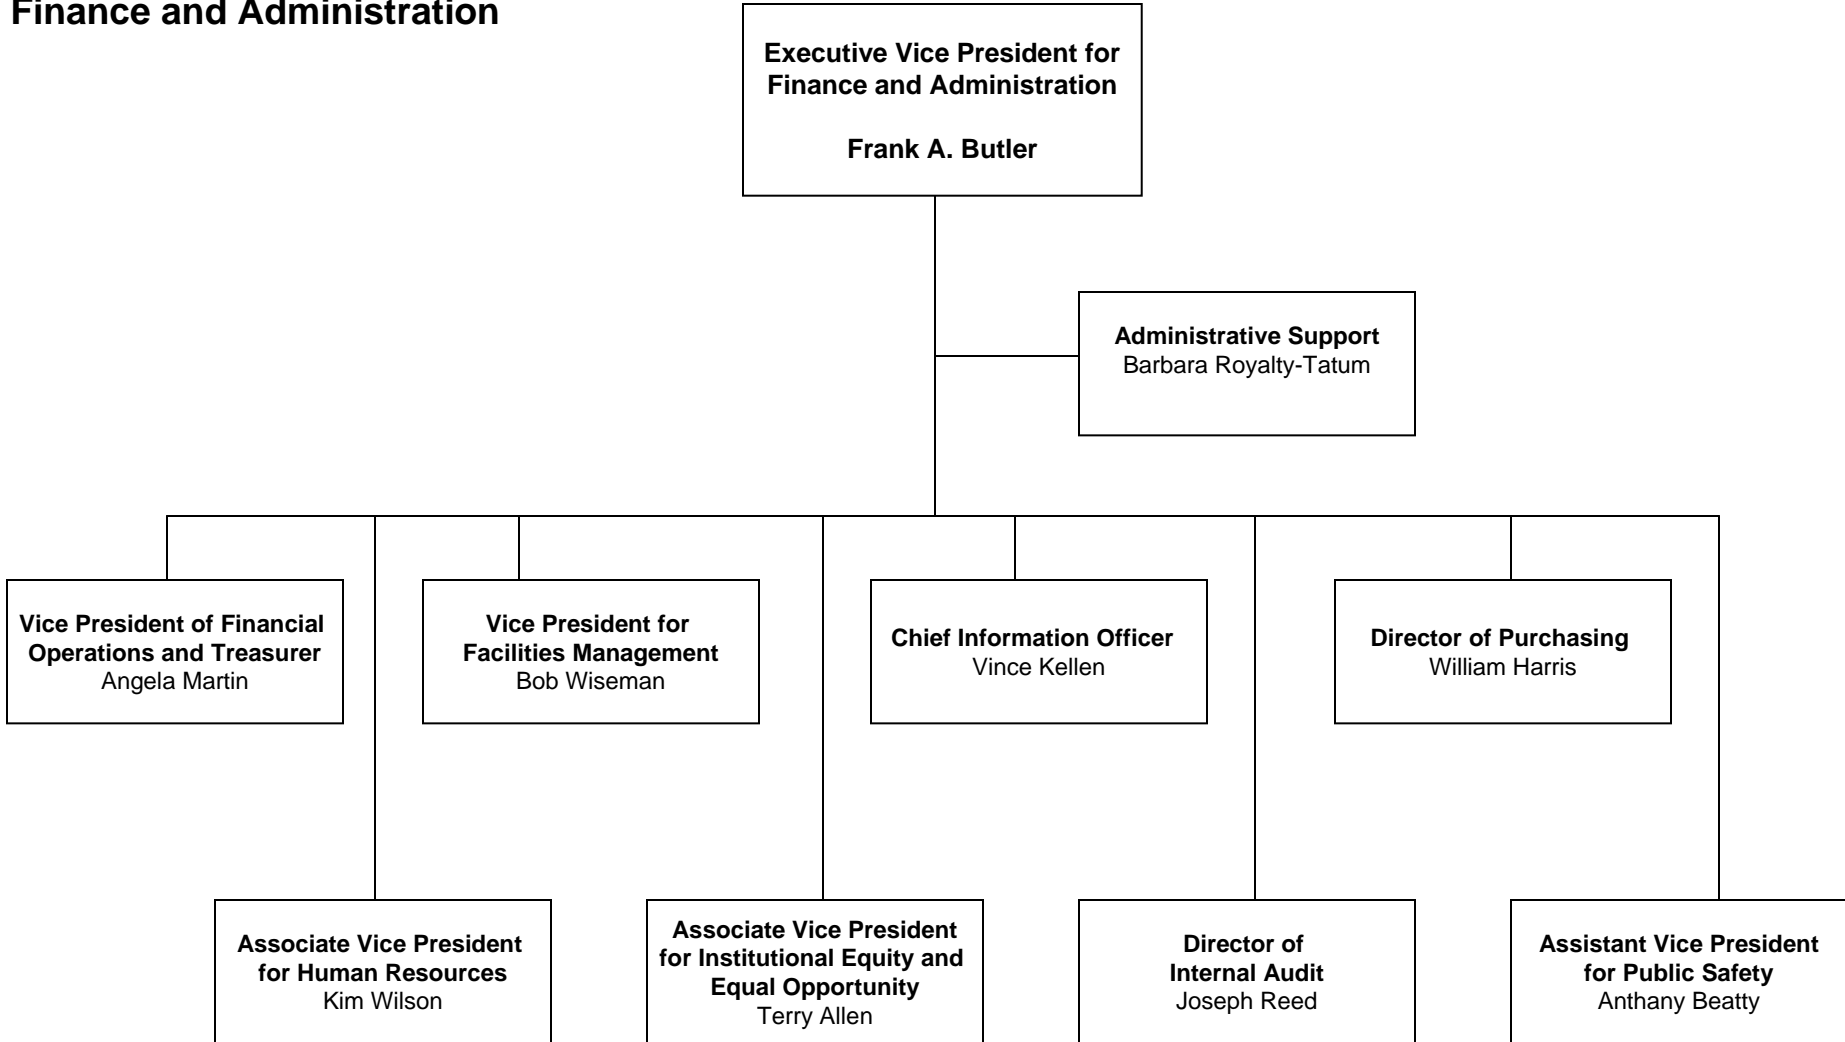 Finance and Administration
Executive Vice President for
Finance and Administration
Frank A. Butler
Administrative Support
Barbara Royalty-Tatum
Vice President of Financial
Operations and Treasurer
Angela Martin
Vice President for
Facilities Management
Bob Wiseman
Chief Information Officer
Vince Kellen
Director of Purchasing
William Harris
Associate Vice President
for Human Resources
Kim Wilson
Associate Vice President
for Institutional Equity and
Equal Opportunity
Terry Allen
Director of
Internal Audit
Joseph Reed
Assistant Vice President
for Public Safety
Anthany Beatty